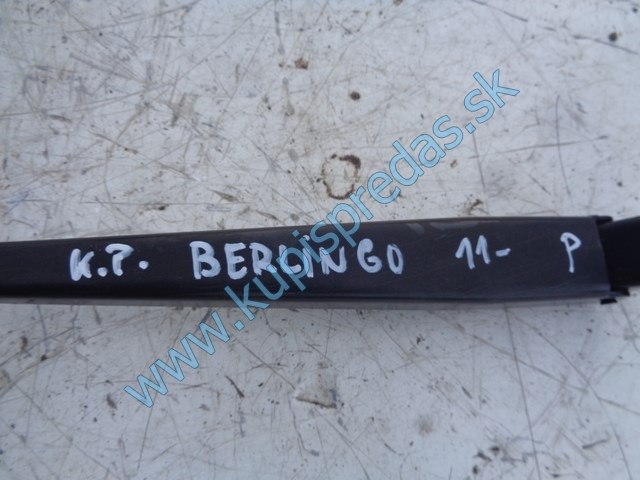 K.P. BERLINGO 11- P
www.kupispredas.sk